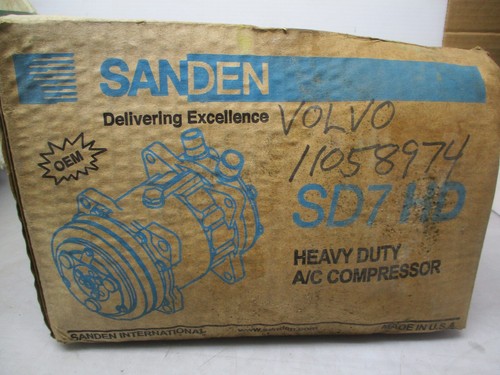 SANDEN
Delivering Excellence
VOLVO
11058974
OEM
SD7 HD
HEAVY DUTY
A/C COMPRESSOR
SANDEN INTERNATIONAL
MADE IN U.S.A.